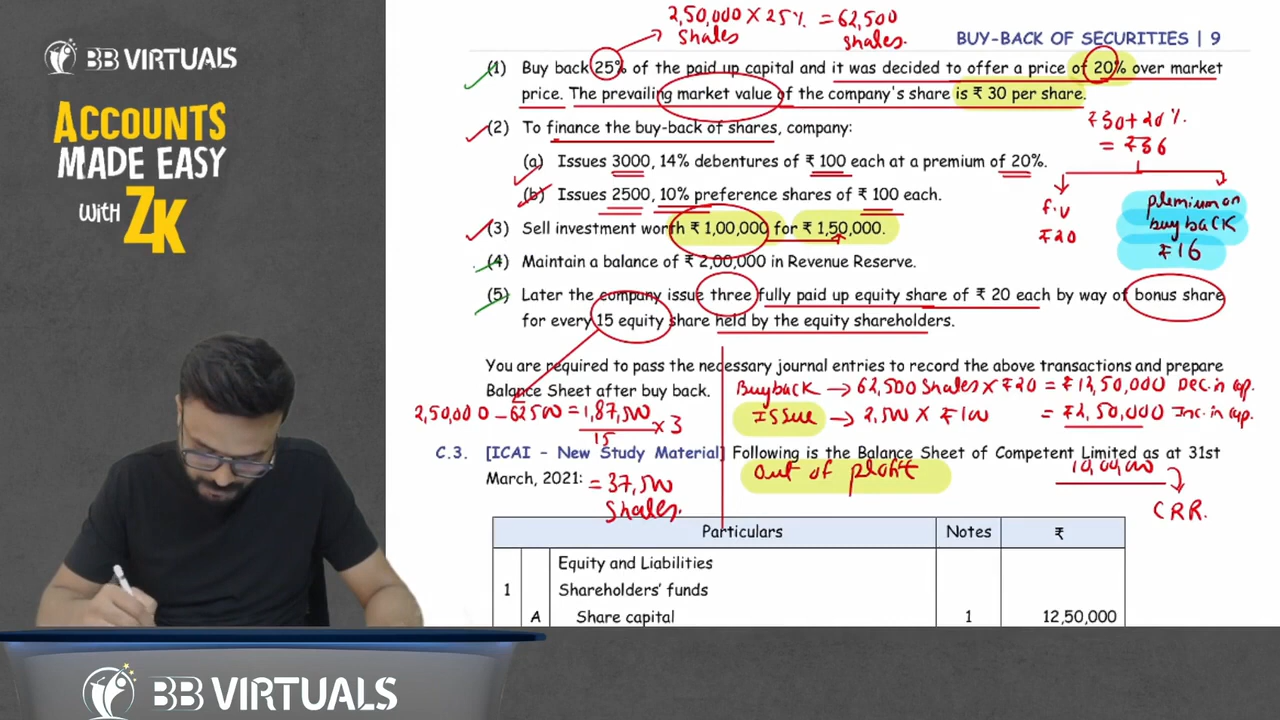 BB VIRTUALS
ACCOUNTS
MADE EASY
with ZK
2,50,000 X 25% = 62,500
shares shares.
BUY-BACK OF SECURITIES | 9
(1) Buy back 25% of the paid up capital and it was decided to offer a price of 20% over market
price. The prevailing market value of the company's share is ₹ 30 per share.
(2) To finance the buy-back of shares, company:
(a) Issues 3000, 14% debentures of ₹ 100 each at a premium of 20%.
(b) Issues 2500, 10% preference shares of ₹ 100 each.
(3) Sell investment worth ₹ 1,00,000 for ₹ 1,50,000.
(4) Maintain a balance of ₹ 2,00,000 in Revenue Reserve.
(5) Later the company issue three fully paid up equity share of ₹ 20 each by way of bonus share
for every 15 equity share held by the equity shareholders.
₹30+20%.
= ₹36
f.v
₹20
premium on
buyback
₹16
You are required to pass the necessary journal entries to record the above transactions and prepare
Balance Sheet after buy back.
Buyback → 62,500 shares x ₹20 = ₹12,50,000 Dec. in cap.
Issue → 2,500 x ₹100 = ₹2,50,000 Inc. in cap.
10,00,000
CRR.
out of profit
2,50,000 - 62500 = 1,87,500 x 3
15
= 37,500
shares.
C.3. [ICAI – New Study Material] Following is the Balance Sheet of Competent Limited as at 31st
March, 2021:
Particulars Notes ₹
Equity and Liabilities
1 Shareholders' funds
A Share capital 1 12,50,000
BB VIRTUALS